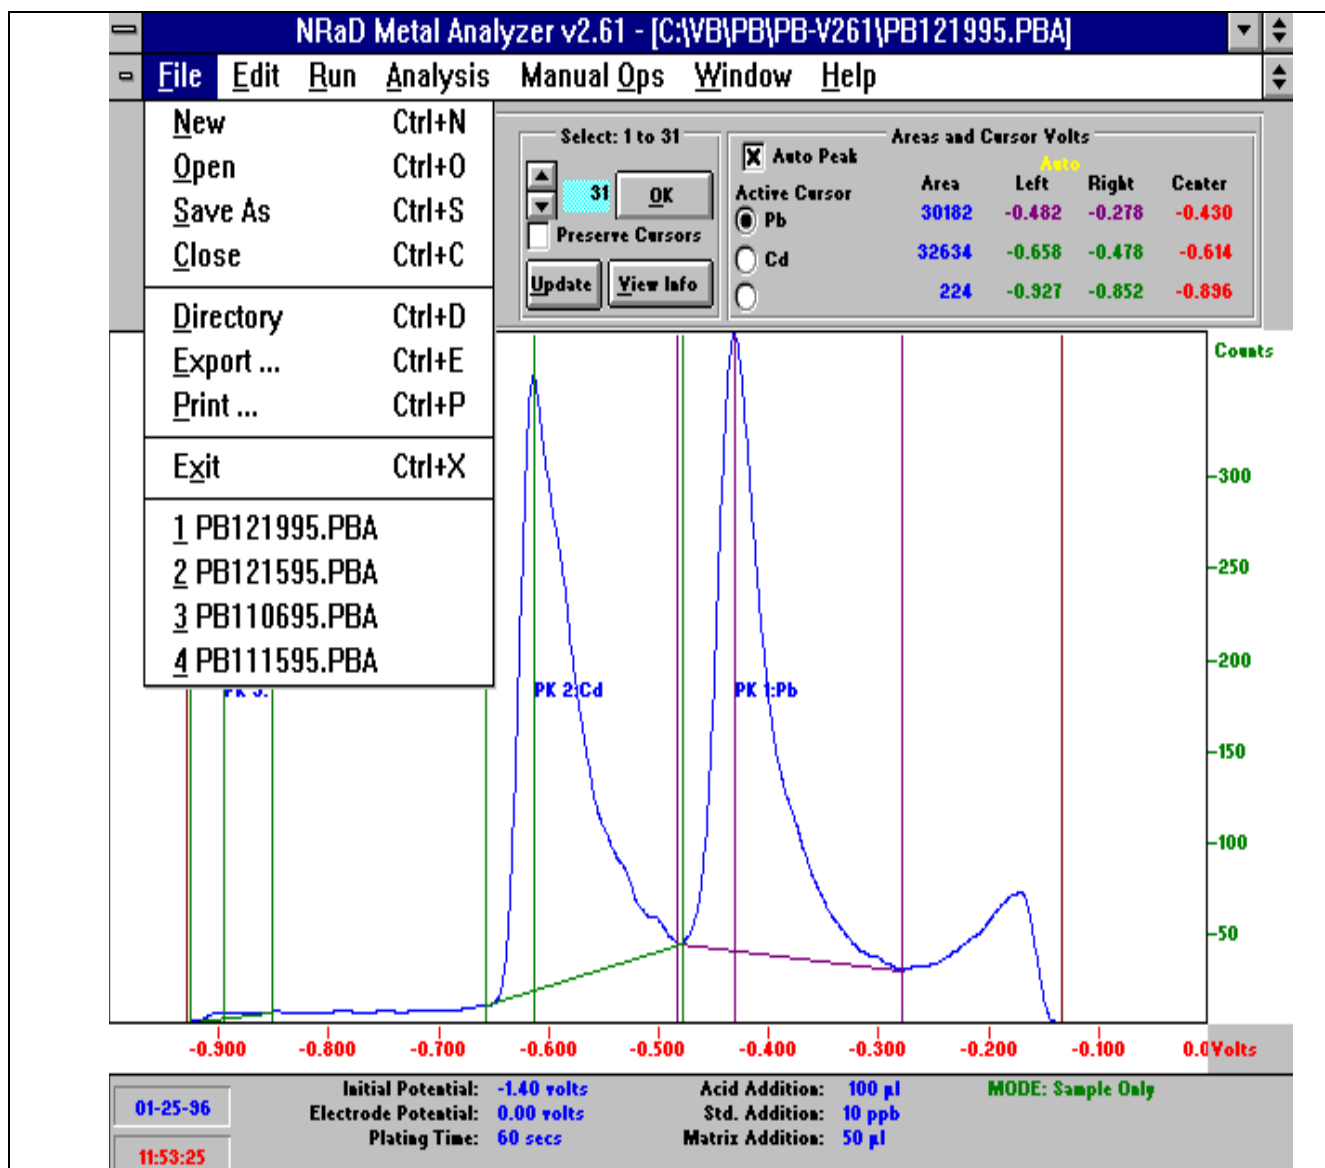 NRaD Metal Analyzer v2.61 - [C:\VB\PB\PB-V261\PB121995.PBA]
File Edit Run Analysis Manual Ops Window Help
New Ctrl+N
Open Ctrl+O
Save As Ctrl+S
Close Ctrl+C
Directory Ctrl+D
Export ... Ctrl+E
Print ... Ctrl+P
Exit Ctrl+X
1 PB121995.PBA
2 PB121595.PBA
3 PB110695.PBA
4 PB111595.PBA
Select: 1 to 31
31 OK
Preserve Cursors
Update View Info
Areas and Cursor Volts
X Auto Peak
Auto
Active Cursor Area Left Right Center
Pb 30182 -0.482 -0.278 -0.430
Cd 32634 -0.658 -0.478 -0.614
224 -0.927 -0.852 -0.896
Counts
300
250
200
150
100
50
PK 3: PK 2:Cd PK 1:Pb
-0.900 -0.800 -0.700 -0.600 -0.500 -0.400 -0.300 -0.200 -0.100 0.0 Volts
01-25-96
11:53:25
Initial Potential: -1.40 volts
Electrode Potential: 0.00 volts
Plating Time: 60 secs
Acid Addition: 100 µl
Std. Addition: 10 ppb
Matrix Addition: 50 µl
MODE: Sample Only